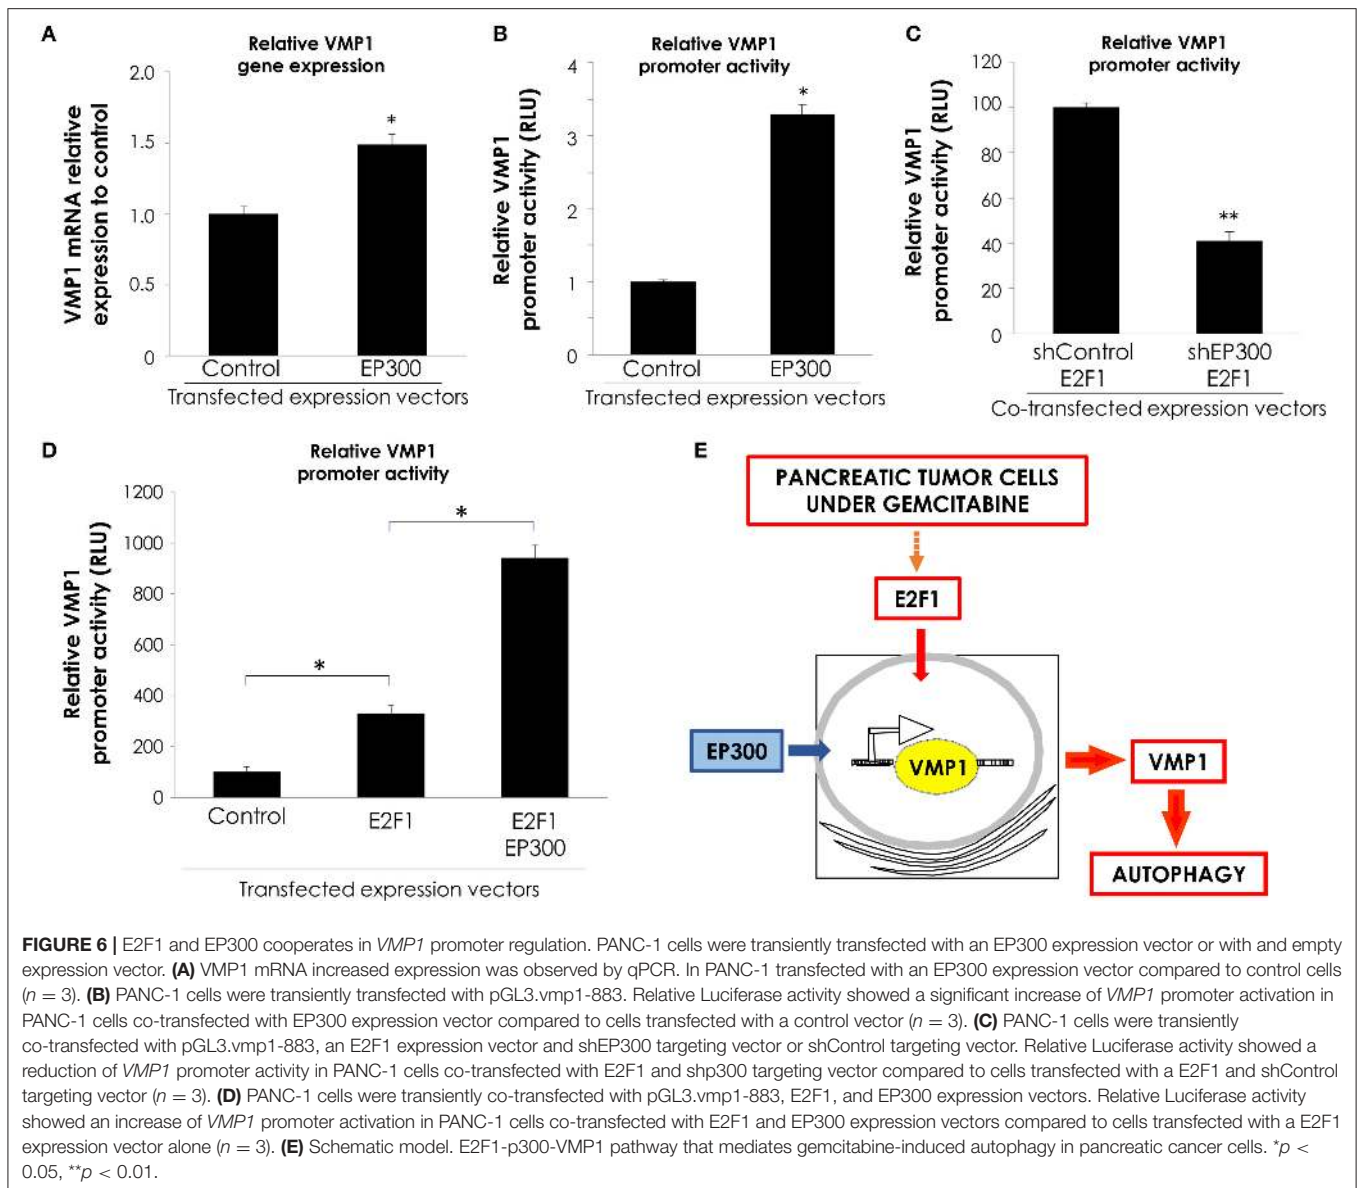 A
Relative VMP1
gene expression
VMP1 mRNA relative
expression to control
2.0
1.5
1.0
0.5
0
*
Control
EP300
Transfected expression vectors
B
Relative VMP1
promoter activity
Relative VMP1
promoter activity (RLU)
4
3
2
1
0
*
Control
EP300
Transfected expression vectors
C
Relative VMP1
promoter activity
Relative VMP1
promoter activity (RLU)
120
100
80
60
40
20
0
**
shControl
E2F1
shEP300
E2F1
Co-transfected expression vectors
D
Relative VMP1
promoter activity
Relative VMP1
promoter activity (RLU)
1200
1000
800
600
400
200
0
*
*
Control
E2F1
E2F1
EP300
Transfected expression vectors
E
PANCREATIC TUMOR CELLS
UNDER GEMCITABINE
E2F1
EP300
VMP1
VMP1
AUTOPHAGY
FIGURE 6 | E2F1 and EP300 cooperates in VMP1 promoter regulation. PANC-1 cells were transiently transfected with an EP300 expression vector or with and empty
expression vector. (A) VMP1 mRNA increased expression was observed by qPCR. In PANC-1 transfected with an EP300 expression vector compared to control cells
(n = 3). (B) PANC-1 cells were transiently transfected with pGL3.vmp1-883. Relative Luciferase activity showed a significant increase of VMP1 promoter activation in
PANC-1 cells co-transfected with EP300 expression vector compared to cells transfected with a control vector (n = 3). (C) PANC-1 cells were transiently
co-transfected with pGL3.vmp1-883, an E2F1 expression vector and shEP300 targeting vector or shControl targeting vector. Relative Luciferase activity showed a
reduction of VMP1 promoter activity in PANC-1 cells co-transfected with E2F1 and shp300 targeting vector compared to cells transfected with a E2F1 and shControl
targeting vector (n = 3). (D) PANC-1 cells were transiently co-transfected with pGL3.vmp1-883, E2F1, and EP300 expression vectors. Relative Luciferase activity
showed an increase of VMP1 promoter activation in PANC-1 cells co-transfected with E2F1 and EP300 expression vectors compared to cells transfected with a E2F1
expression vector alone (n = 3). (E) Schematic model. E2F1-p300-VMP1 pathway that mediates gemcitabine-induced autophagy in pancreatic cancer cells. *p <
0.05, **p < 0.01.